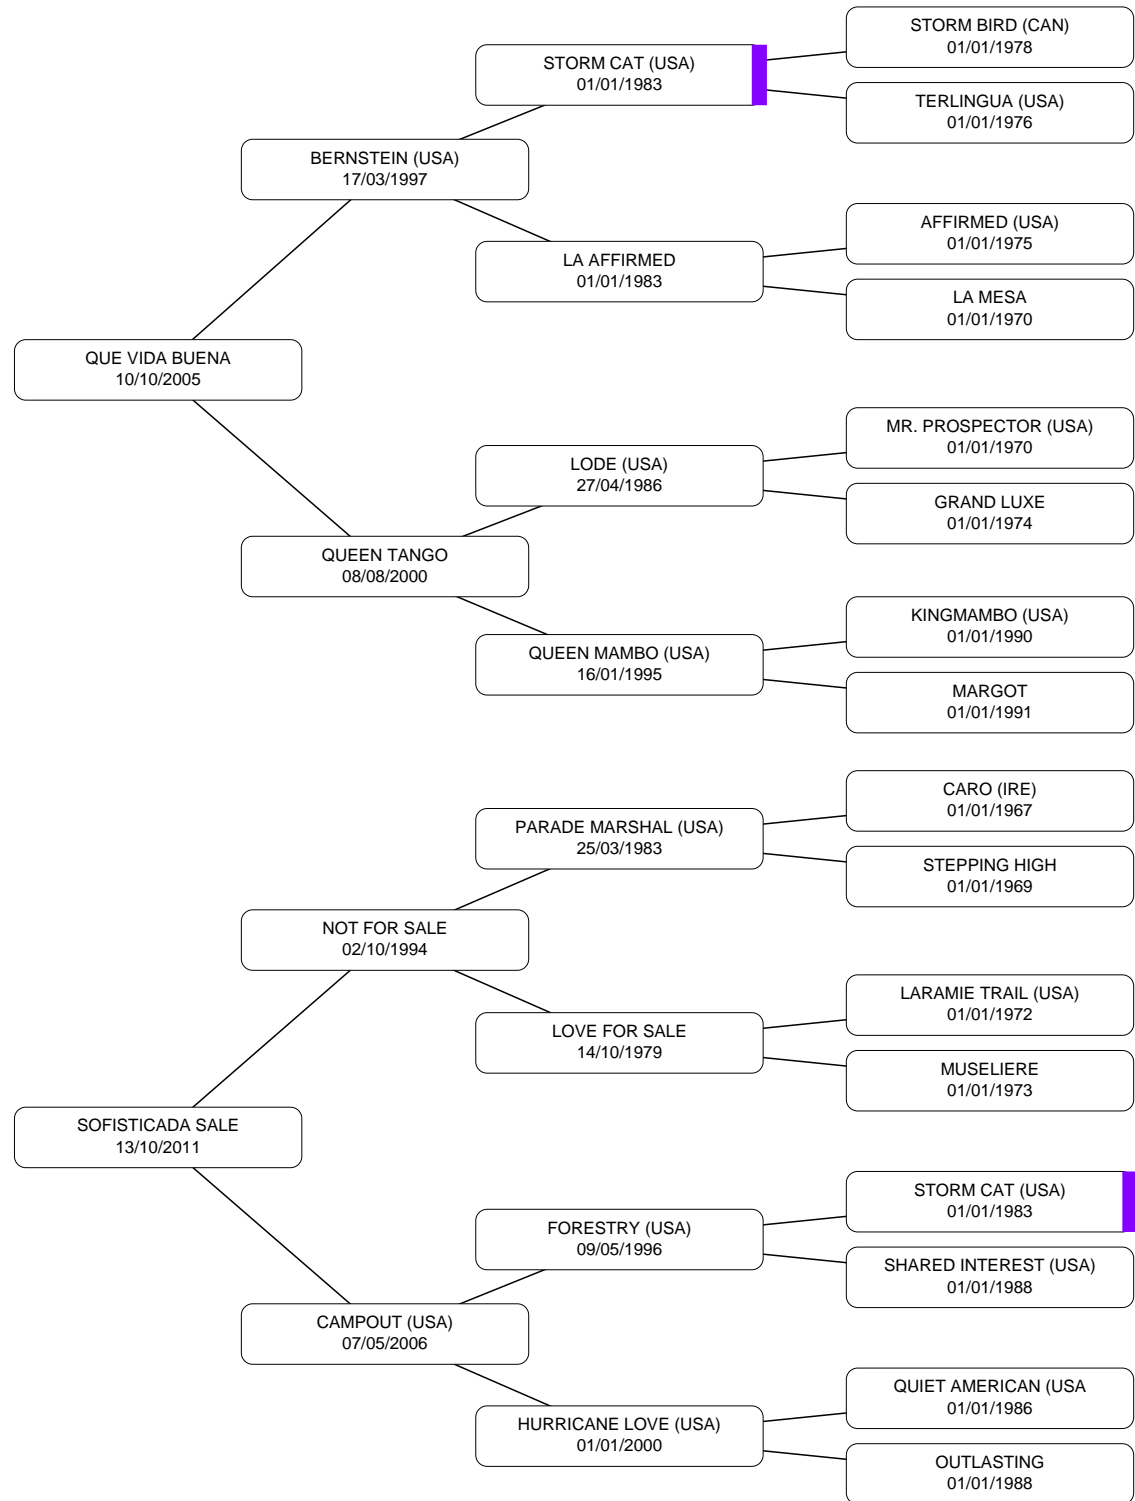 STORM BIRD (CAN)
01/01/1978
STORM CAT (USA)
01/01/1983
TERLINGUA (USA)
01/01/1976
BERNSTEIN (USA)
17/03/1997
AFFIRMED (USA)
01/01/1975
LA AFFIRMED
01/01/1983
LA MESA
01/01/1970
QUE VIDA BUENA
10/10/2005
MR. PROSPECTOR (USA)
01/01/1970
LODE (USA)
27/04/1986
GRAND LUXE
01/01/1974
QUEEN TANGO
08/08/2000
KINGMAMBO (USA)
01/01/1990
QUEEN MAMBO (USA)
16/01/1995
MARGOT
01/01/1991
CARO (IRE)
01/01/1967
PARADE MARSHAL (USA)
25/03/1983
STEPPING HIGH
01/01/1969
NOT FOR SALE
02/10/1994
LARAMIE TRAIL (USA)
01/01/1972
LOVE FOR SALE
14/10/1979
MUSELIERE
01/01/1973
SOFISTICADA SALE
13/10/2011
STORM CAT (USA)
01/01/1983
FORESTRY (USA)
09/05/1996
SHARED INTEREST (USA)
01/01/1988
CAMPOUT (USA)
07/05/2006
QUIET AMERICAN (USA
01/01/1986
HURRICANE LOVE (USA)
01/01/2000
OUTLASTING
01/01/1988